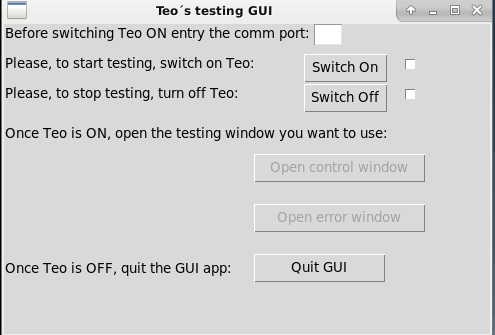 Teo´s testing GUI
Before switching Teo ON entry the comm port:
Please, to start testing, switch on Teo: Switch On
Please, to stop testing, turn off Teo: Switch Off
Once Teo is ON, open the testing window you want to use:
Open control window
Open error window
Once Teo is OFF, quit the GUI app: Quit GUI